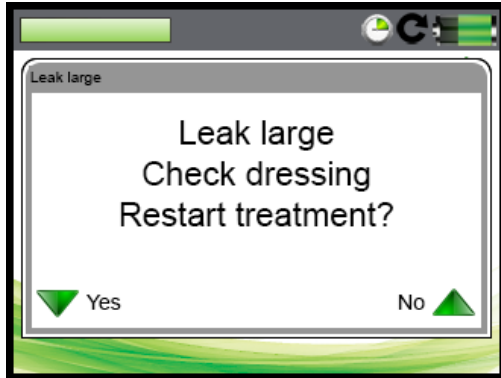 Leak large
Leak large
Check dressing
Restart treatment?
Yes No